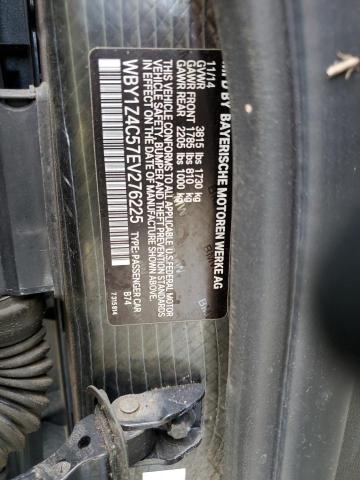 MFD BY BAYERISCHE MOTOREN WERKE AG
11/14
GVWR 3815 lbs 1730 kg
GAWR FRONT 1785 lbs 810 kg
GAWR REAR 2205 lbs 1000 kg
THIS VEHICLE CONFORMS TO ALL APPLICABLE U.S. FEDERAL MOTOR
VEHICLE SAFETY, BUMPER AND THEFT PREVENTION STANDARDS
IN EFFECT ON THE DATE OF MANUFACTURE SHOWN ABOVE.
WBY1Z4C57EV276225
TYPE: PASSENGER CAR
B74
7315814